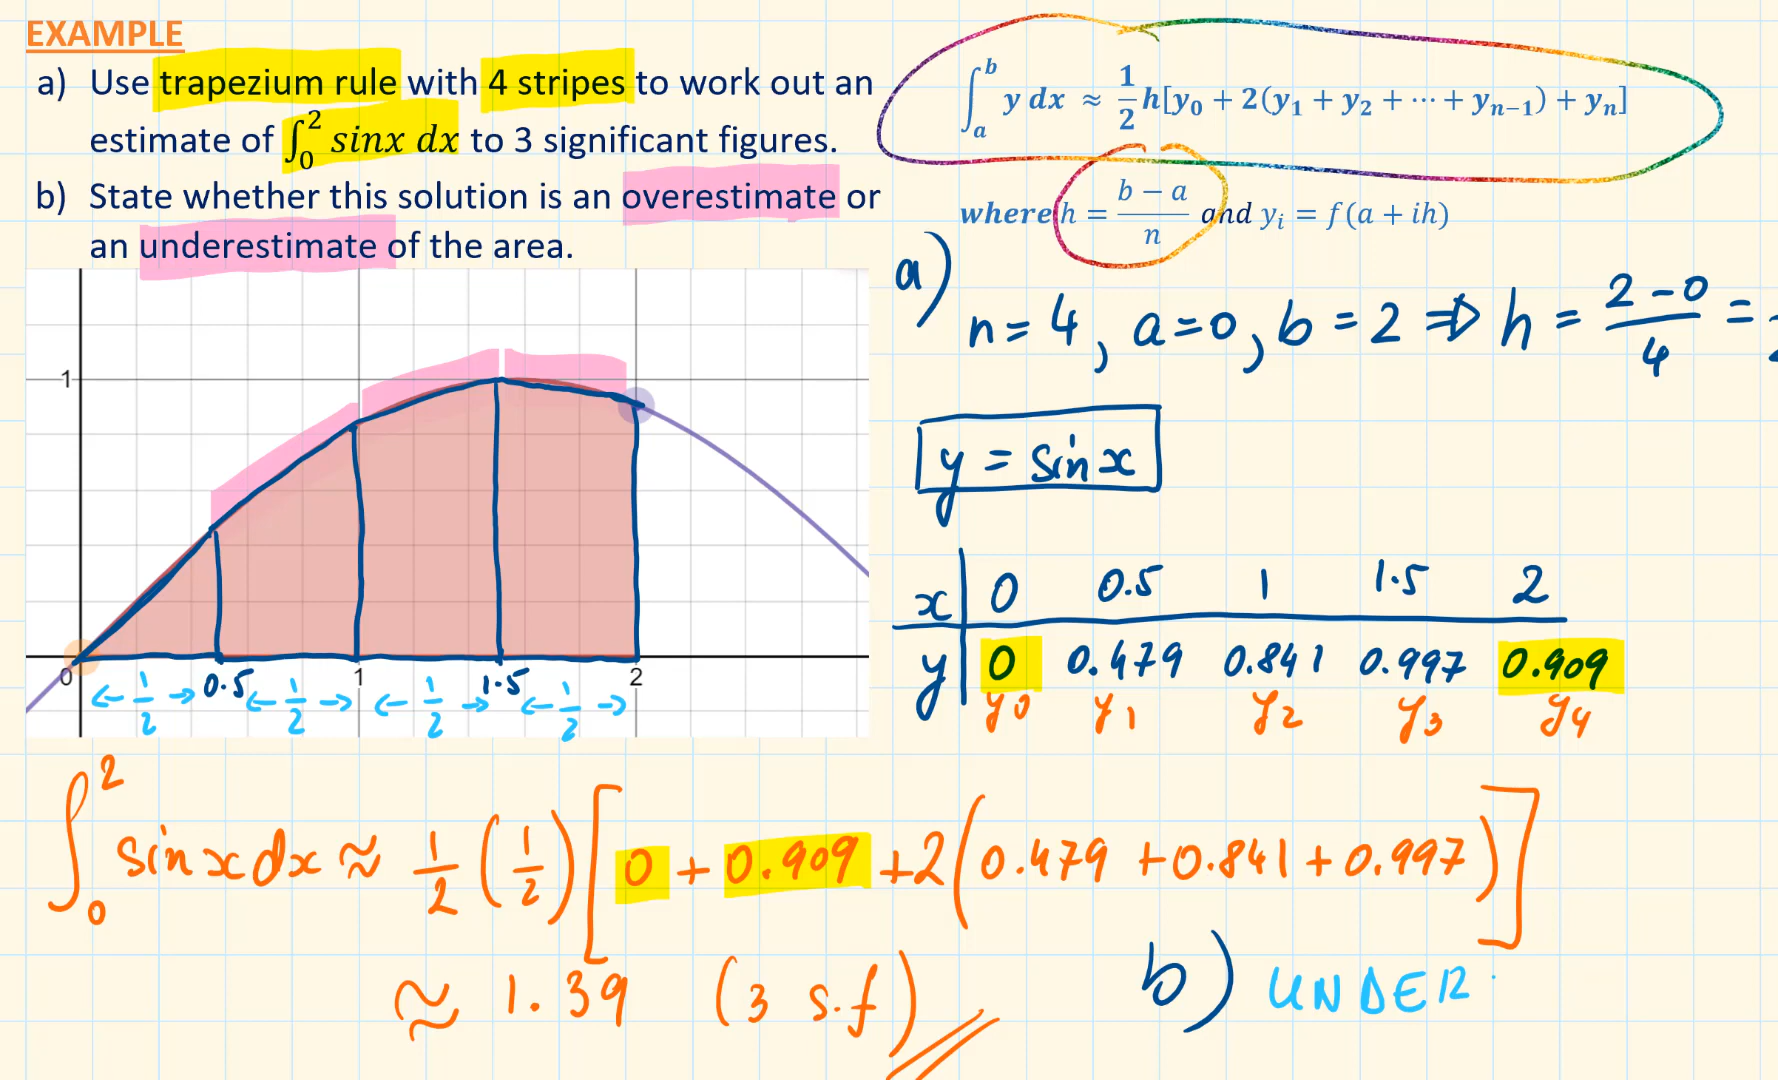 EXAMPLE
a) Use trapezium rule with 4 stripes to work out an
estimate of ∫₀² sinx dx to 3 significant figures.
b) State whether this solution is an overestimate or
an underestimate of the area.
∫ₐᵇ y dx ≈ 1/2 h[y₀ + 2(y₁ + y₂ + ⋯ + yₙ₋₁) + yₙ]
where h = (b − a)/n and yᵢ = f(a + ih)
a)
n = 4, a = 0, b = 2 ⇒ h = (2 − 0)/4 =
y = sin x
x 0 0.5 1 1.5 2
y 0 0.479 0.841 0.997 0.909
y0 y1 y2 y3 y4
1
0 0.5 1 1.5 2
← 1/2 → ← 1/2 → ← 1/2 → ← 1/2 →
∫₀² sin x dx ≈ 1/2 (1/2) [0 + 0.909 + 2(0.479 + 0.841 + 0.997)]
≈ 1.39 (3 s.f)
b) UNDER